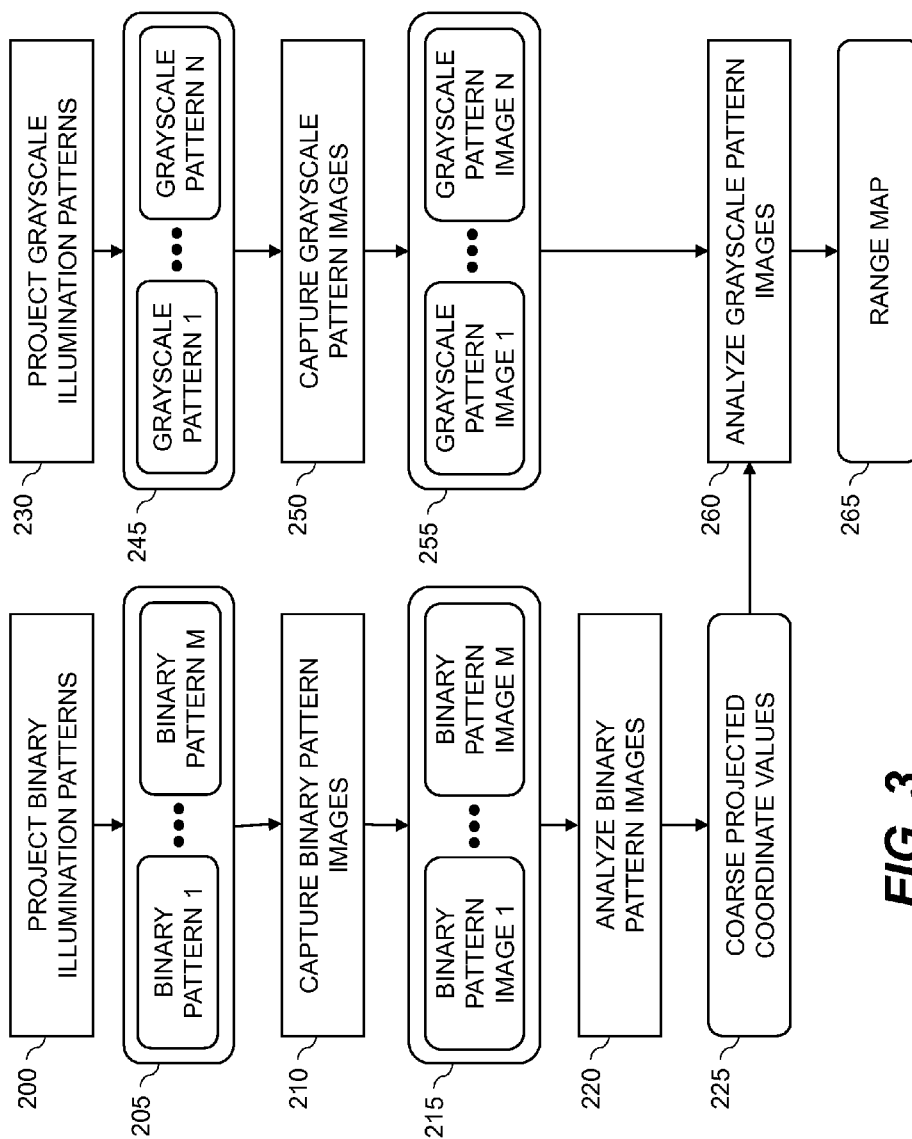 PROJECT BINARY
ILLUMINATION PATTERNS
200
BINARY
PATTERN 1
•••
BINARY
PATTERN M
205
CAPTURE BINARY PATTERN
IMAGES
210
BINARY
PATTERN
IMAGE 1
•••
BINARY
PATTERN
IMAGE M
215
ANALYZE BINARY
PATTERN IMAGES
220
COARSE PROJECTED
COORDINATE VALUES
225
PROJECT GRAYSCALE
ILLUMINATION PATTERNS
230
GRAYSCALE
PATTERN 1
•••
GRAYSCALE
PATTERN N
245
CAPTURE GRAYSCALE
PATTERN IMAGES
250
GRAYSCALE
PATTERN
IMAGE 1
•••
GRAYSCALE
PATTERN
IMAGE N
255
ANALYZE GRAYSCALE PATTERN
IMAGES
260
RANGE MAP
265
FIG. 3